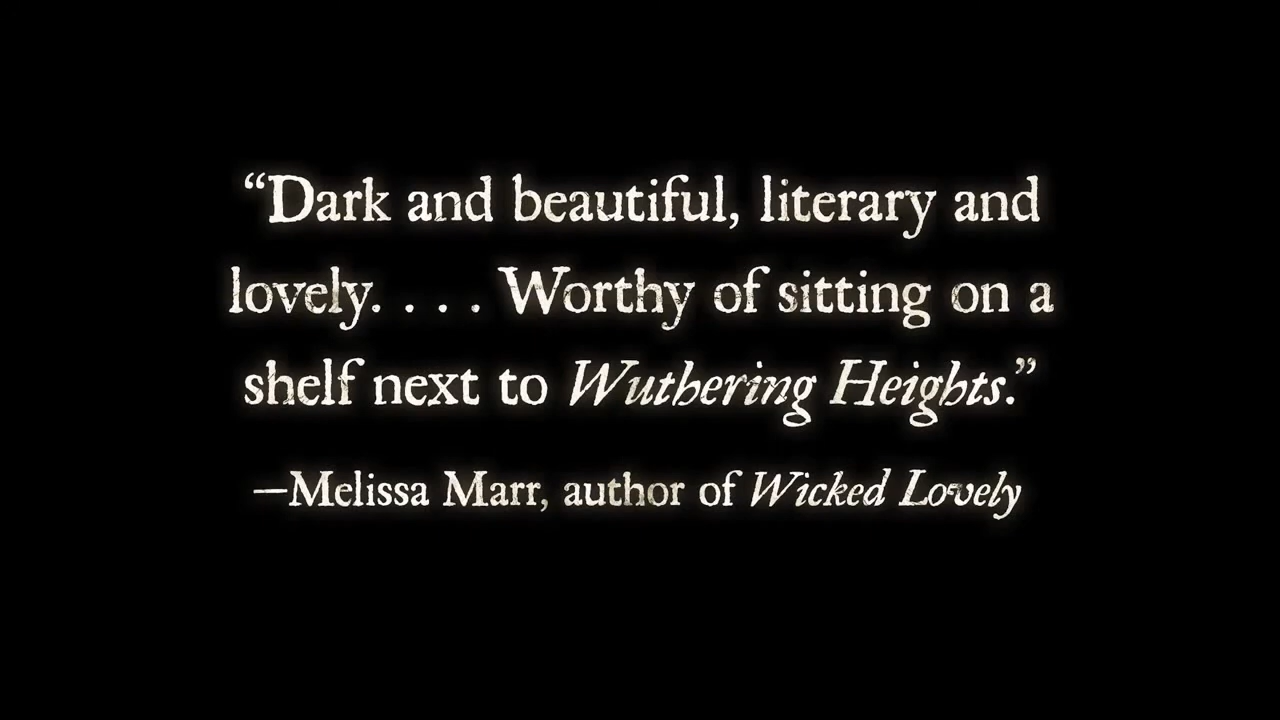 “Dark and beautiful, literary and
lovely. . . . Worthy of sitting on a
shelf next to Wuthering Heights.”
—Melissa Marr, author of Wicked Lovely